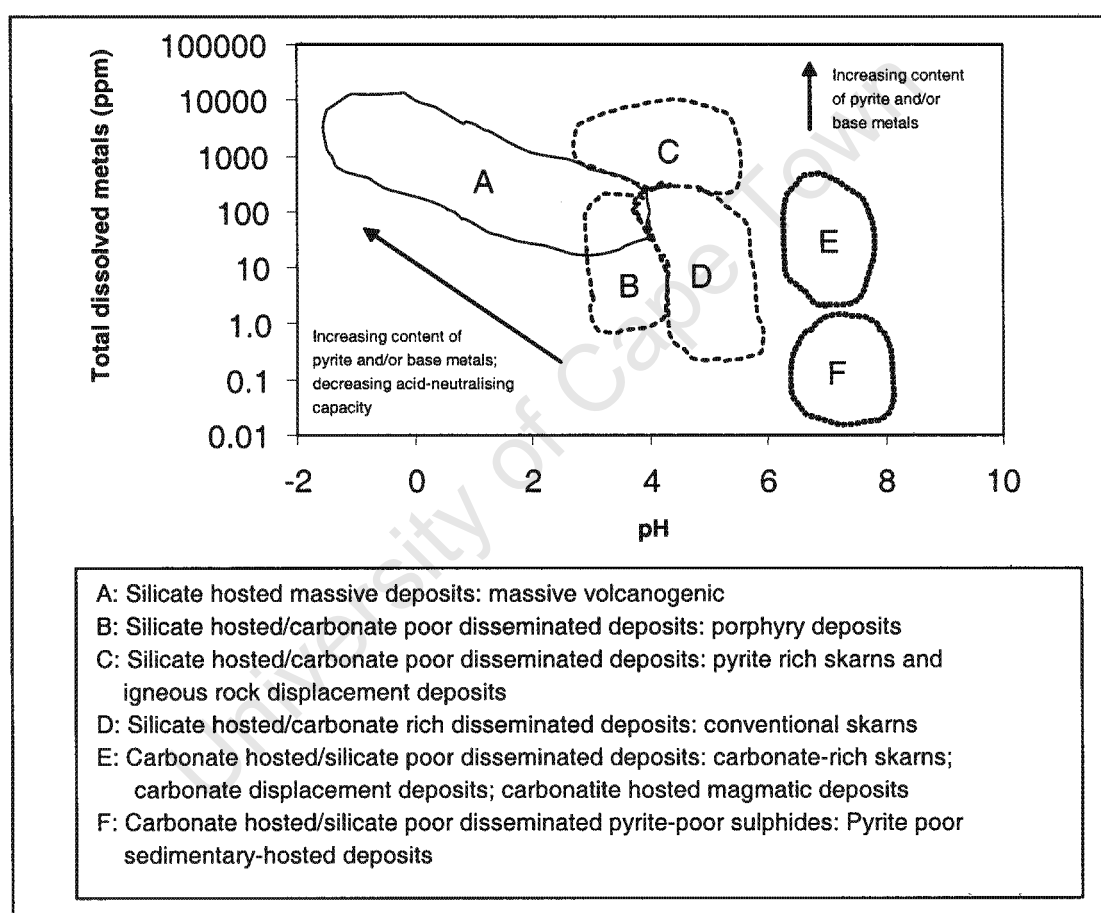 Total dissolved metals (ppm)
100000
10000
1000
100
10
1.0
0.1
0.01
A
B
C
D
E
F
Increasing content
of pyrite and/or
base metals
Increasing content of
pyrite and/or base metals;
decreasing acid-neutralising
capacity
-2 0 2 4 6 8 10
pH
A: Silicate hosted massive deposits: massive volcanogenic
B: Silicate hosted/carbonate poor disseminated deposits: porphyry deposits
C: Silicate hosted/carbonate poor disseminated deposits: pyrite rich skarns and
igneous rock displacement deposits
D: Silicate hosted/carbonate rich disseminated deposits: conventional skarns
E: Carbonate hosted/silicate poor disseminated deposits: carbonate-rich skarns;
carbonate displacement deposits; carbonatite hosted magmatic deposits
F: Carbonate hosted/silicate poor disseminated pyrite-poor sulphides: Pyrite poor
sedimentary-hosted deposits
University of Cape Town